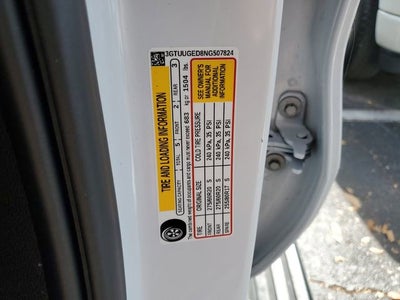 3GTUUGED8NG507824
TIRE AND LOADING INFORMATION
SEATING CAPACITY TOTAL 5 FRONT 2 REAR 3
The combined weight of occupants and cargo must never exceed 683 kg or 1504 lbs.
TIRE ORIGINAL SIZE COLD TIRE PRESSURE
FRONT 275/60R20 S 240 kPa, 35 PSI
REAR 275/60R20 S 240 kPa, 35 PSI
SPARE 255/80R17 S 240 kPa, 35 PSI
SEE OWNER'S
MANUAL FOR
ADDITIONAL
INFORMATION